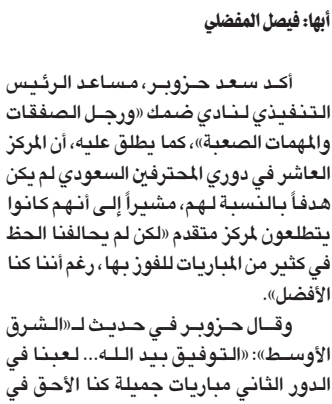 أبها: فيصل المفضلي
أكد سعد حزوبر، مساعد الرئيس
التنفيذي لنادي ضمك «ورجل الصفقات
والمهمات الصعبة»، كما يطلق عليه، أن المركز
العاشر في دوري المحترفين السعودي لم يكن
هدفاً بالنسبة لهم، مشيراً إلى أنهم كانوا
يتطلعون لمركز متقدم «لكن لم يحالفنا الحظ
في كثير من المباريات للفوز بها، رغم أننا كنا
الأفضل».
وقال حزوبر في حديث لـ«الشرق
الأوسط»: «التوفيق بيد الله... لعبنا في
الدور الثاني مباريات جميلة كنا الأحق في